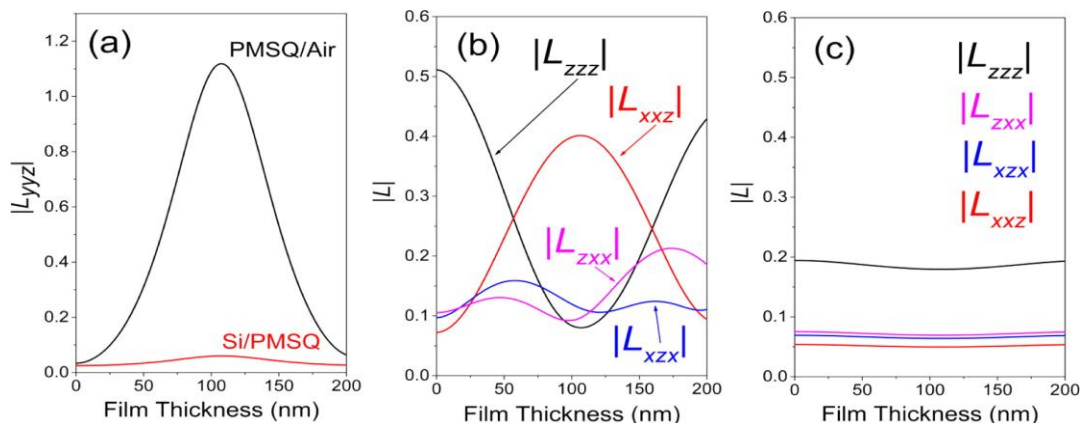 (a)
PMSQ/Air
Si/PMSQ
|Lyyz|
1.2
1.0
0.8
0.6
0.4
0.2
0.0
0 50 100 150 200
Film Thickness (nm)
(b)
|Lzzz|
|Lxxz|
|Lzxx|
|Lxzx|
|L|
0.6
0.5
0.4
0.3
0.2
0.1
0.0
0 50 100 150 200
Film Thickness (nm)
(c)
|Lzzz|
|Lzxx|
|Lxzx|
|Lxxz|
|L|
0.6
0.5
0.4
0.3
0.2
0.1
0.0
0 50 100 150 200
Film Thickness (nm)